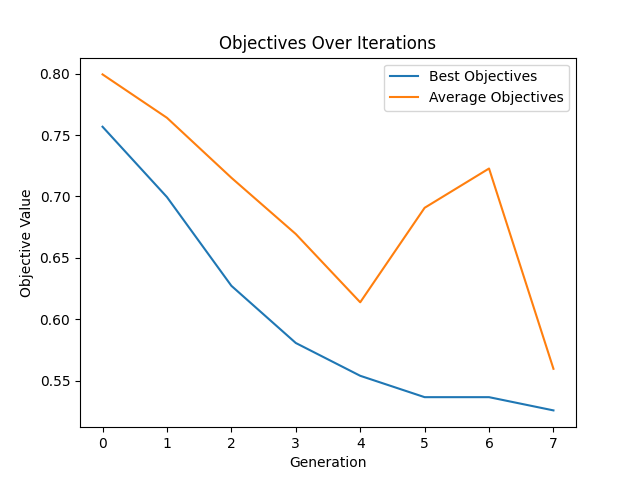 Objectives Over Iterations
Best Objectives
Average Objectives
Objective Value
0.80
0.75
0.70
0.65
0.60
0.55
0 1 2 3 4 5 6 7
Generation